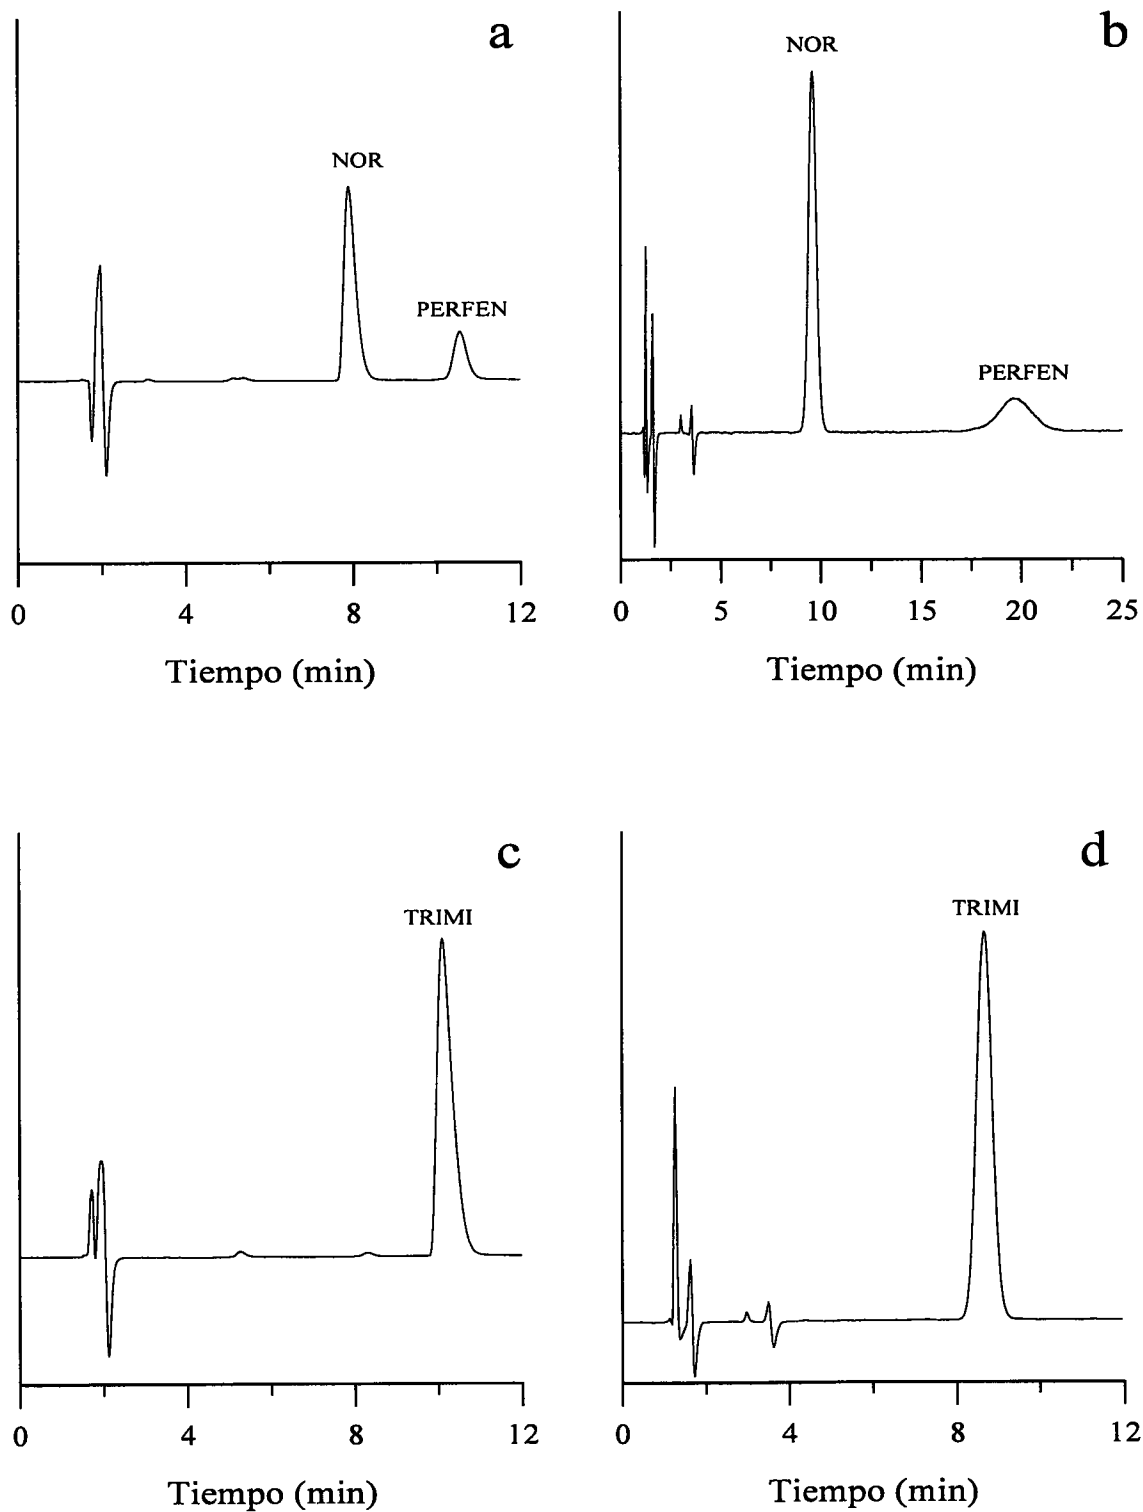 a
NOR
PERFEN
0 4 8 12
Tiempo (min)
b
NOR
PERFEN
0 5 10 15 20 25
Tiempo (min)
c
TRIMI
0 4 8 12
Tiempo (min)
d
TRIMI
0 4 8 12
Tiempo (min)